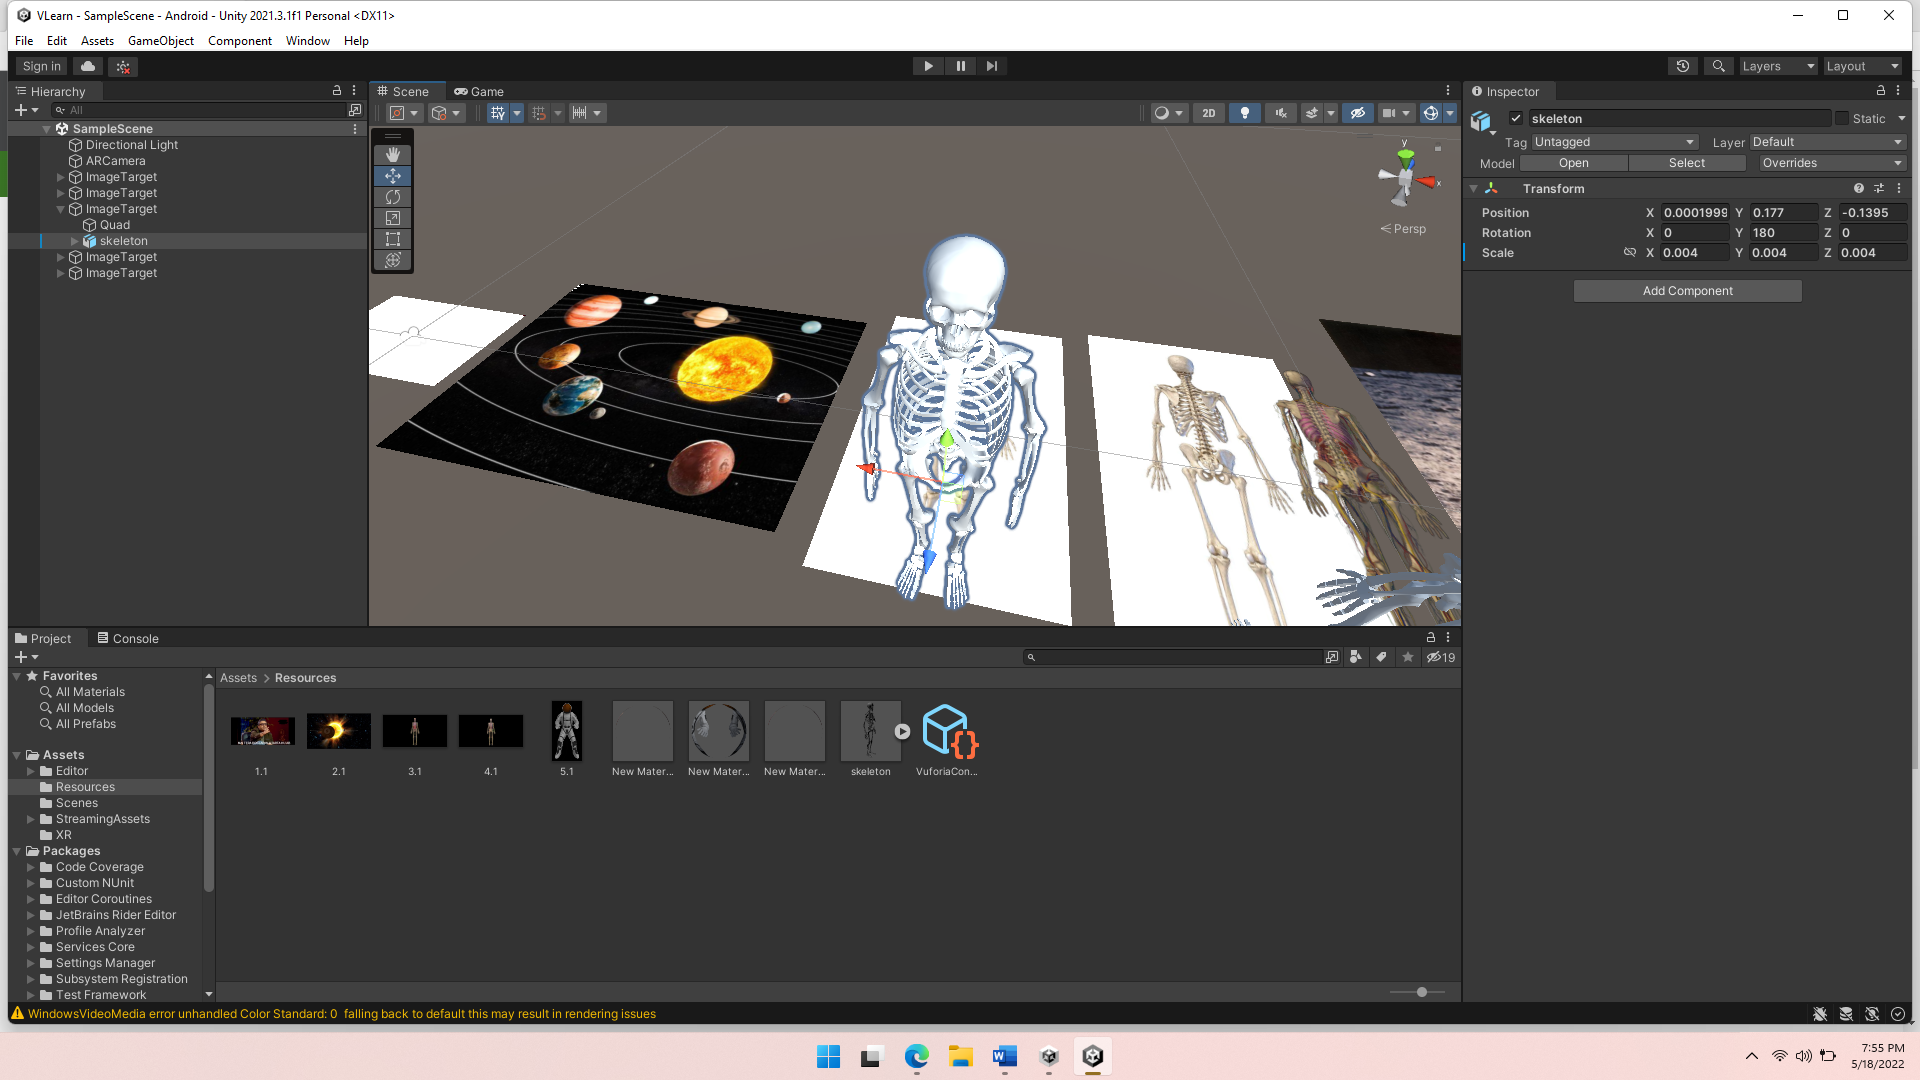 VLearn - SampleScene - Android - Unity 2021.3.1f1 Personal <DX11>
File Edit Assets GameObject Component Window Help
Sign in Layers Layout
Hierarchy
All
SampleScene
Directional Light
ARCamera
ImageTarget
ImageTarget
ImageTarget
Quad
skeleton
ImageTarget
ImageTarget
Scene Game
2D
y
x
Persp
Inspector
skeleton Static
Tag Untagged Layer Default
Model Open Select Overrides
Transform
Position X 0.0001999 Y 0.177 Z -0.1395
Rotation X 0 Y 180 Z 0
Scale X 0.004 Y 0.004 Z 0.004
Add Component
Project Console
19
Favorites
All Materials
All Models
All Prefabs
Assets
Editor
Resources
Scenes
StreamingAssets
XR
Packages
Code Coverage
Custom NUnit
Editor Coroutines
JetBrains Rider Editor
Profile Analyzer
Services Core
Settings Manager
Subsystem Registration
Test Framework
Assets > Resources
1.1 2.1 3.1 4.1 5.1 New Mater... New Mater... New Mater... skeleton VuforiaCon...
WindowsVideoMedia error unhandled Color Standard: 0 falling back to default this may result in rendering issues
7:55 PM
5/18/2022